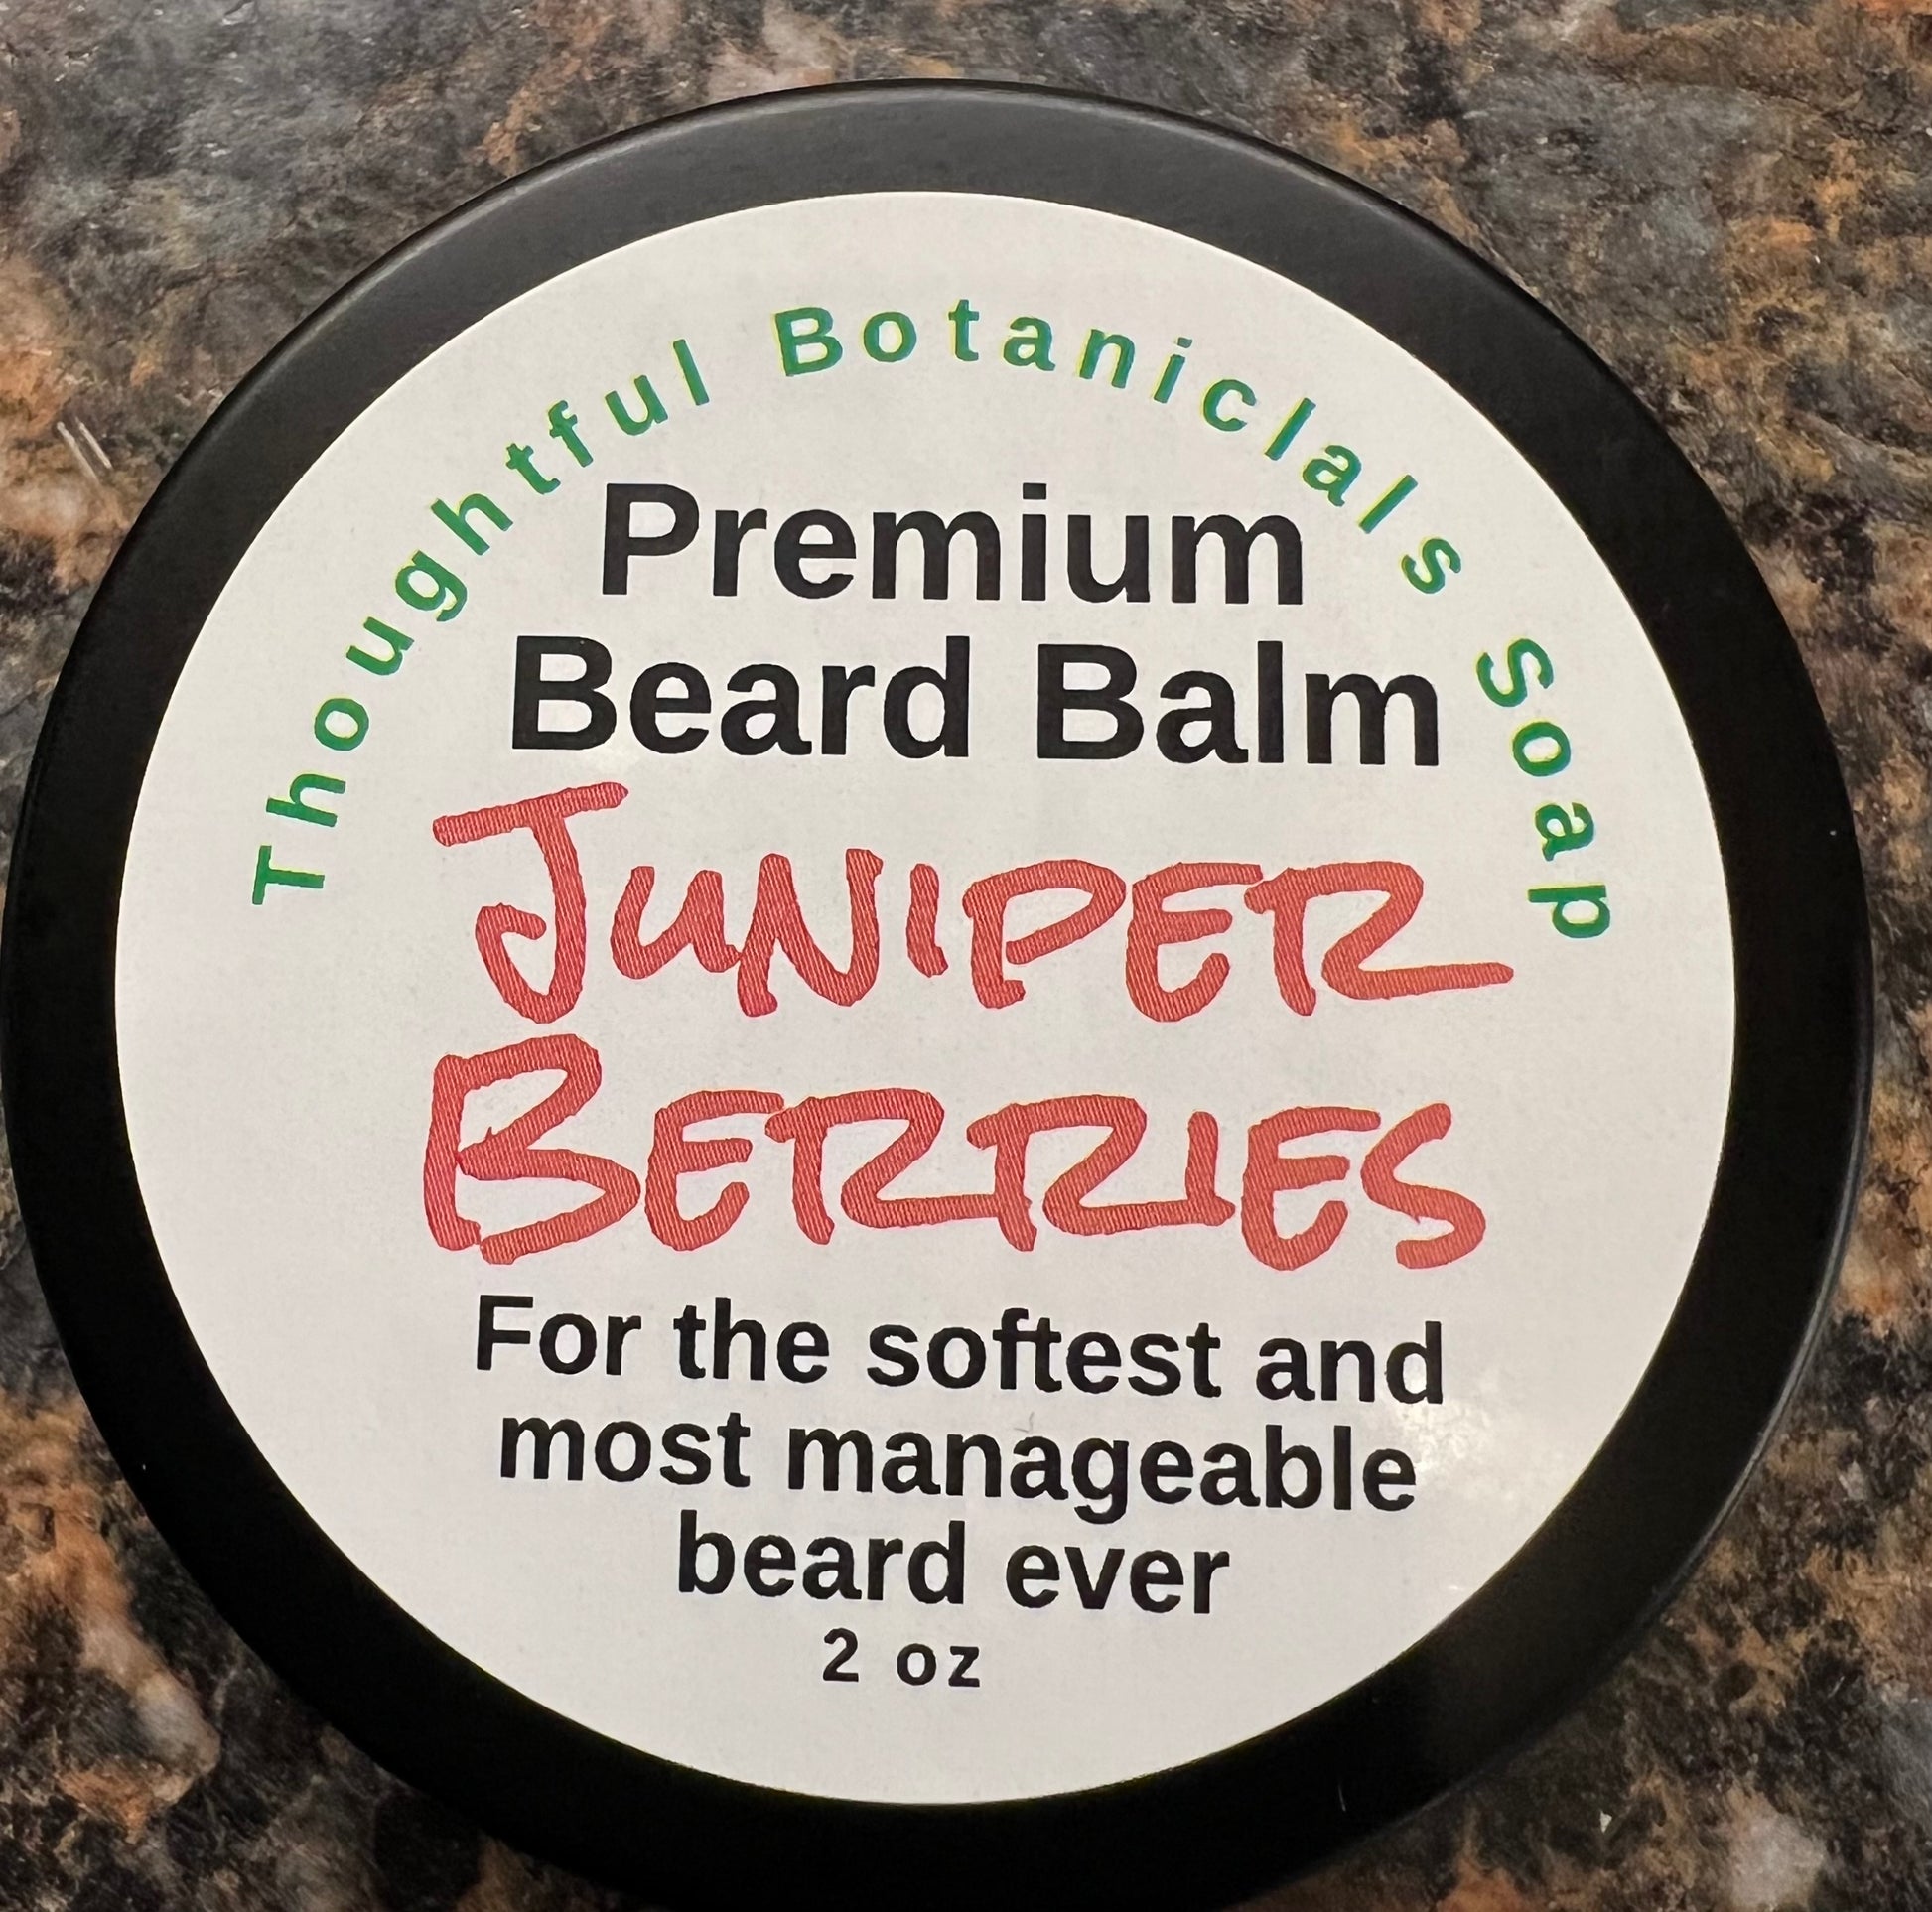 Thoughtful Botaniclals Soap
Premium
Beard Balm
JUNIPER
BERRIES
For the softest and
most manageable
beard ever
2 oz